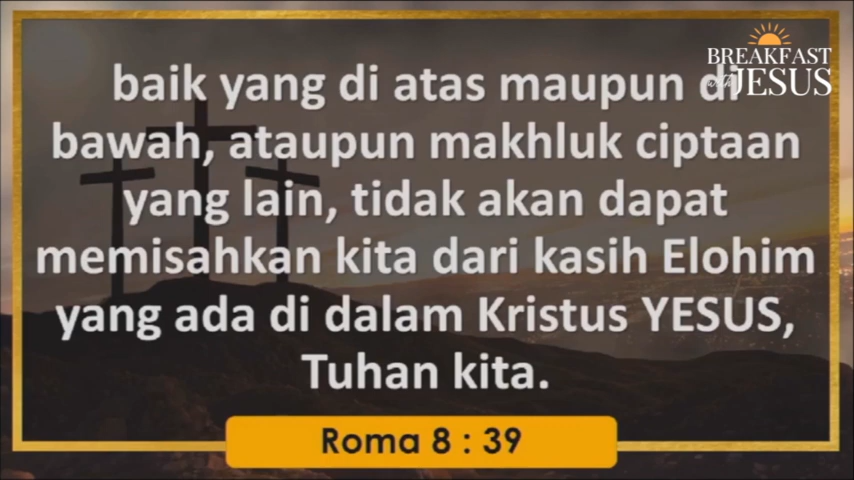 BREAKFAST
with JESUS
baik yang di atas maupun di
bawah, ataupun makhluk ciptaan
yang lain, tidak akan dapat
memisahkan kita dari kasih Elohim
yang ada di dalam Kristus YESUS,
Tuhan kita.
Roma 8 : 39